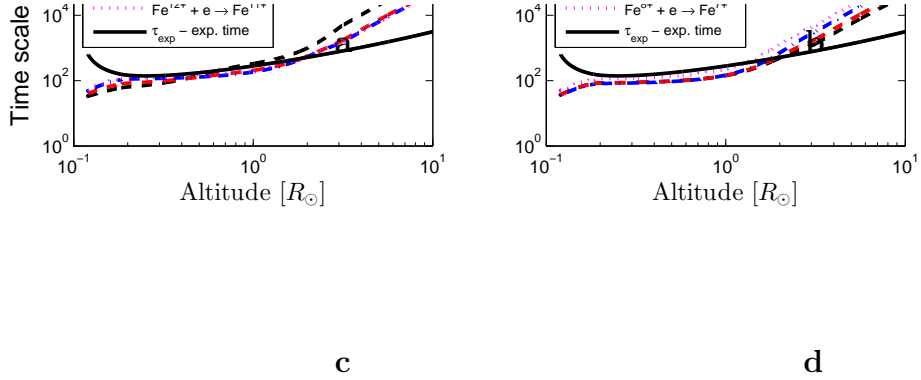 Time scale
10⁴
10²
10⁰
10⁻¹
10⁰
10¹
Altitude [R⊙]
Fe¹²⁺ + e → Fe¹¹⁺
τexp – exp. time
a
10⁴
10²
10⁰
10⁻¹
10⁰
10¹
Altitude [R⊙]
Fe⁸⁺ + e → Fe⁷⁺
τexp – exp. time
b
c
d